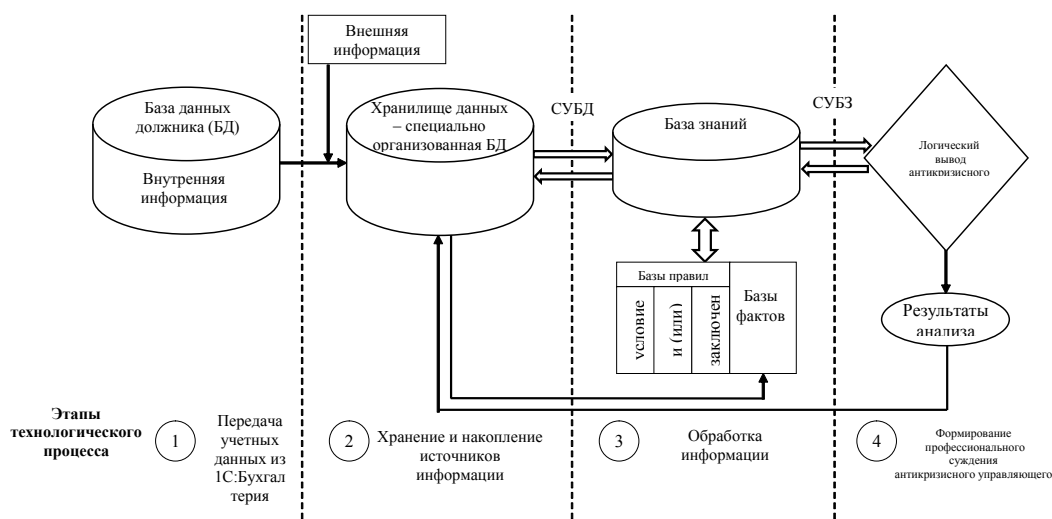 Внешняя
информация
База данных
должника (БД)
Внутренняя
информация
Хранилище данных
– специально
организованная БД
СУБД
База знаний
СУБЗ
Логический
вывод
антикризисного
Базы правил
условие
и (или)
заключен
Базы
фактов
Результаты
анализа
Этапы
технологического
процесса
1
Передача
учетных
данных из
1С:Бухгал
терия
2
Хранение и накопление
источников
информации
3
Обработка
информации
4
Формирование
профессионального
суждения
антикризисного управляющего